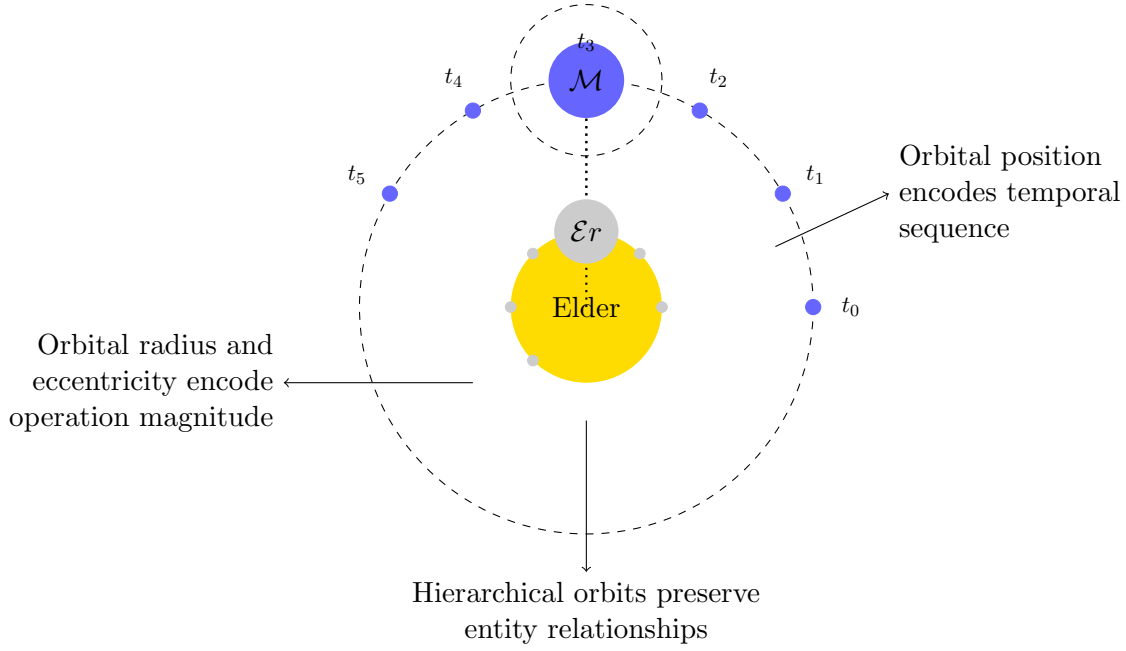 t₃
ℳ
t₄
t₂
t₅
t₁
Orbital position
encodes temporal
sequence
ℰr
Elder
t₀
Orbital radius and
eccentricity encode
operation magnitude
Hierarchical orbits preserve
entity relationships